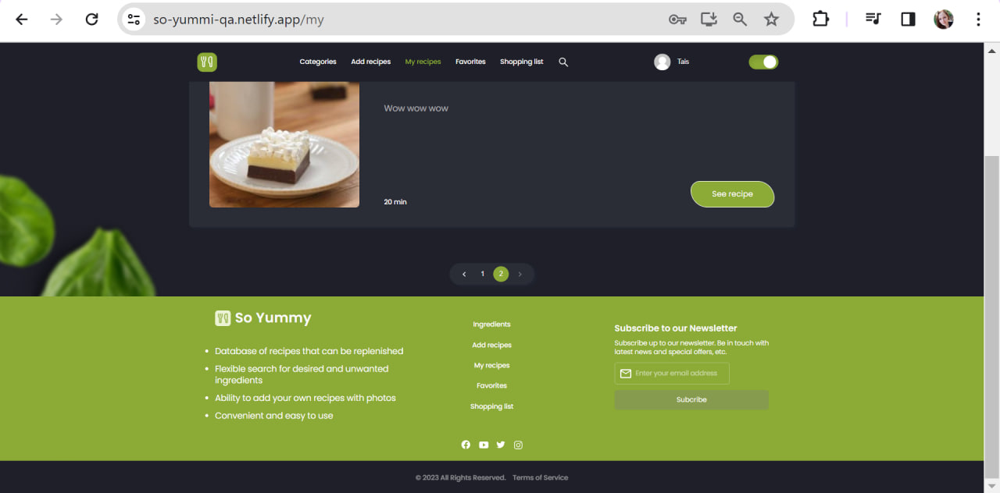 so-yummi-qa.netlify.app/my
Categories
Add recipes
My recipes
Favorites
Shopping list
Tais
Wow wow wow
20 min
See recipe
1
2
So Yummy
• Database of recipes that can be replenished
• Flexible search for desired and unwanted
ingredients
• Ability to add your own recipes with photos
• Convenient and easy to use
Ingredients
Add recipes
My recipes
Favorites
Shopping list
Subscribe to our Newsletter
Subscribe up to our newsletter. Be in touch with
latest news and special offers, etc.
Enter your email address
Subcribe
© 2023 All Rights Reserved.
Terms of Service